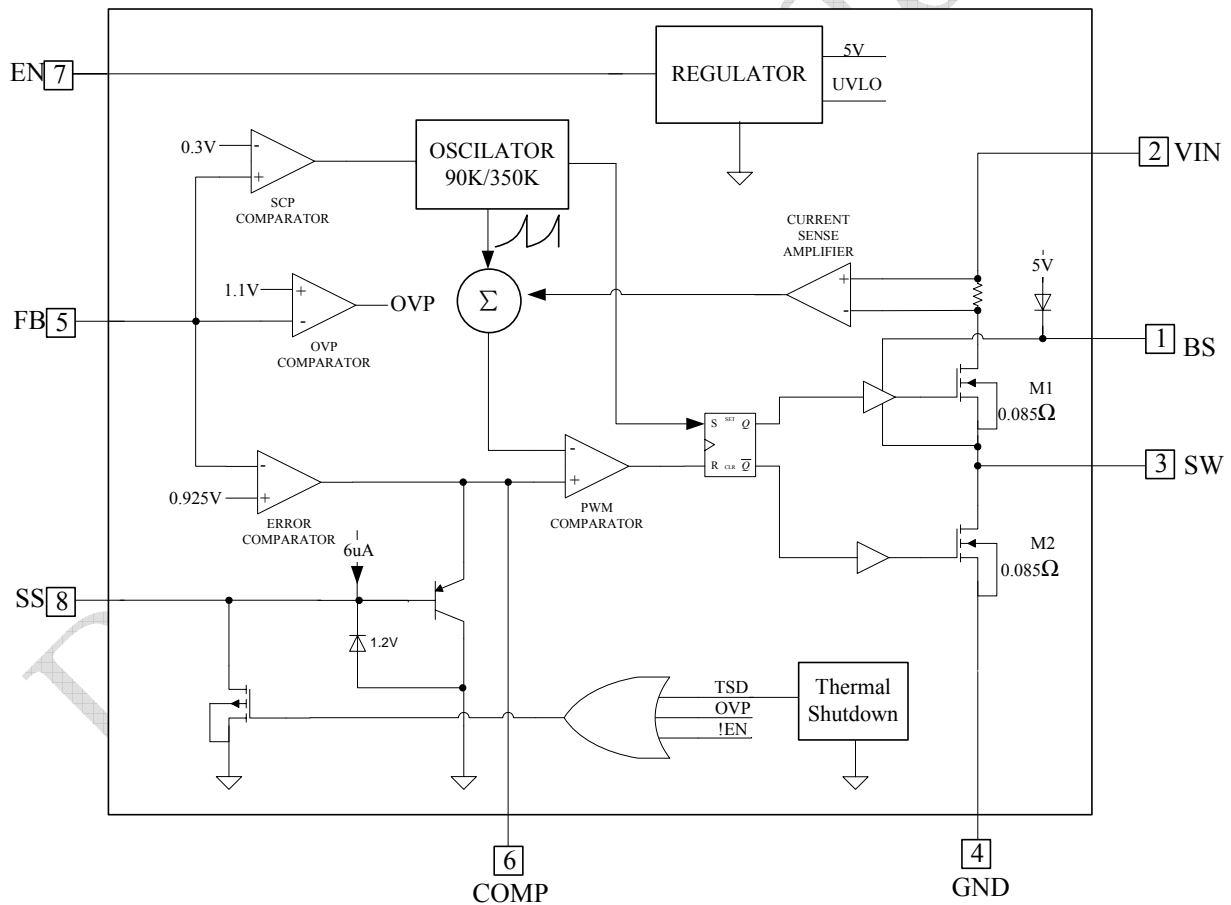 5V
REGULATOR
UVLO
EN 7
0.3V
-
+
SCP
COMPARATOR
OSCILATOR
90K/350K
2 VIN
CURRENT
SENSE
AMPLIFIER
+
-
5V
1.1V
+
-
OVP
OVP
COMPARATOR
Σ
FB 5
1 BS
M1
0.085Ω
S SET Q
R CLR Q̅
-
+
PWM
COMPARATOR
3 SW
-
0.925V
+
ERROR
COMPARATOR
M2
0.085Ω
6uA
SS 8
1.2V
TSD
OVP
!EN
Thermal
Shutdown
6
COMP
4
GND